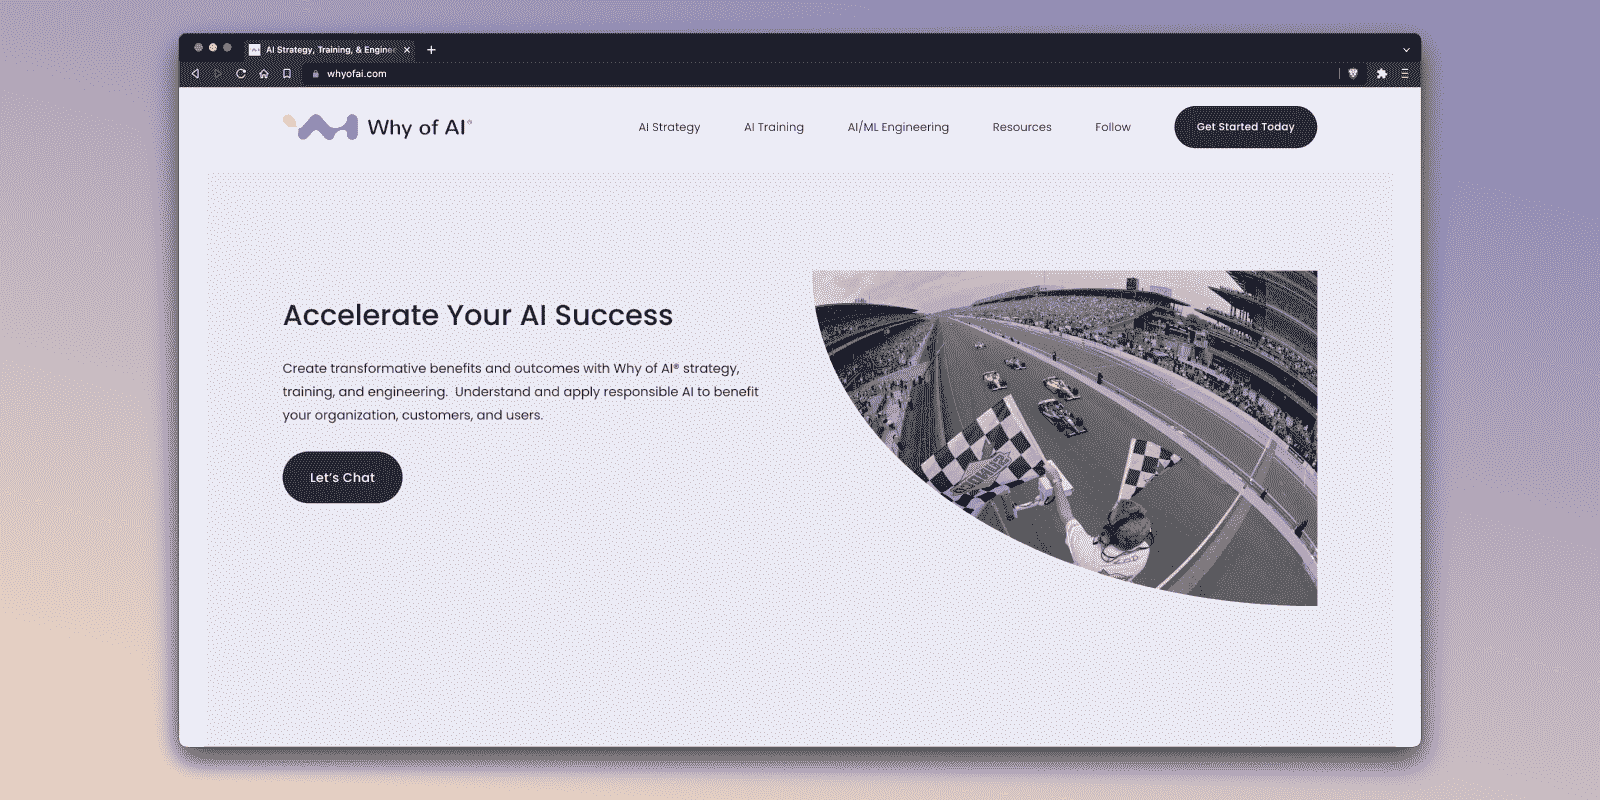 AI Strategy, Training, & Enginee
whyofai.com
Why of AI®
AI Strategy
AI Training
AI/ML Engineering
Resources
Follow
Get Started Today
Accelerate Your AI Success
Create transformative benefits and outcomes with Why of AI® strategy,
training, and engineering. Understand and apply responsible AI to benefit
your organization, customers, and users.
Let’s Chat